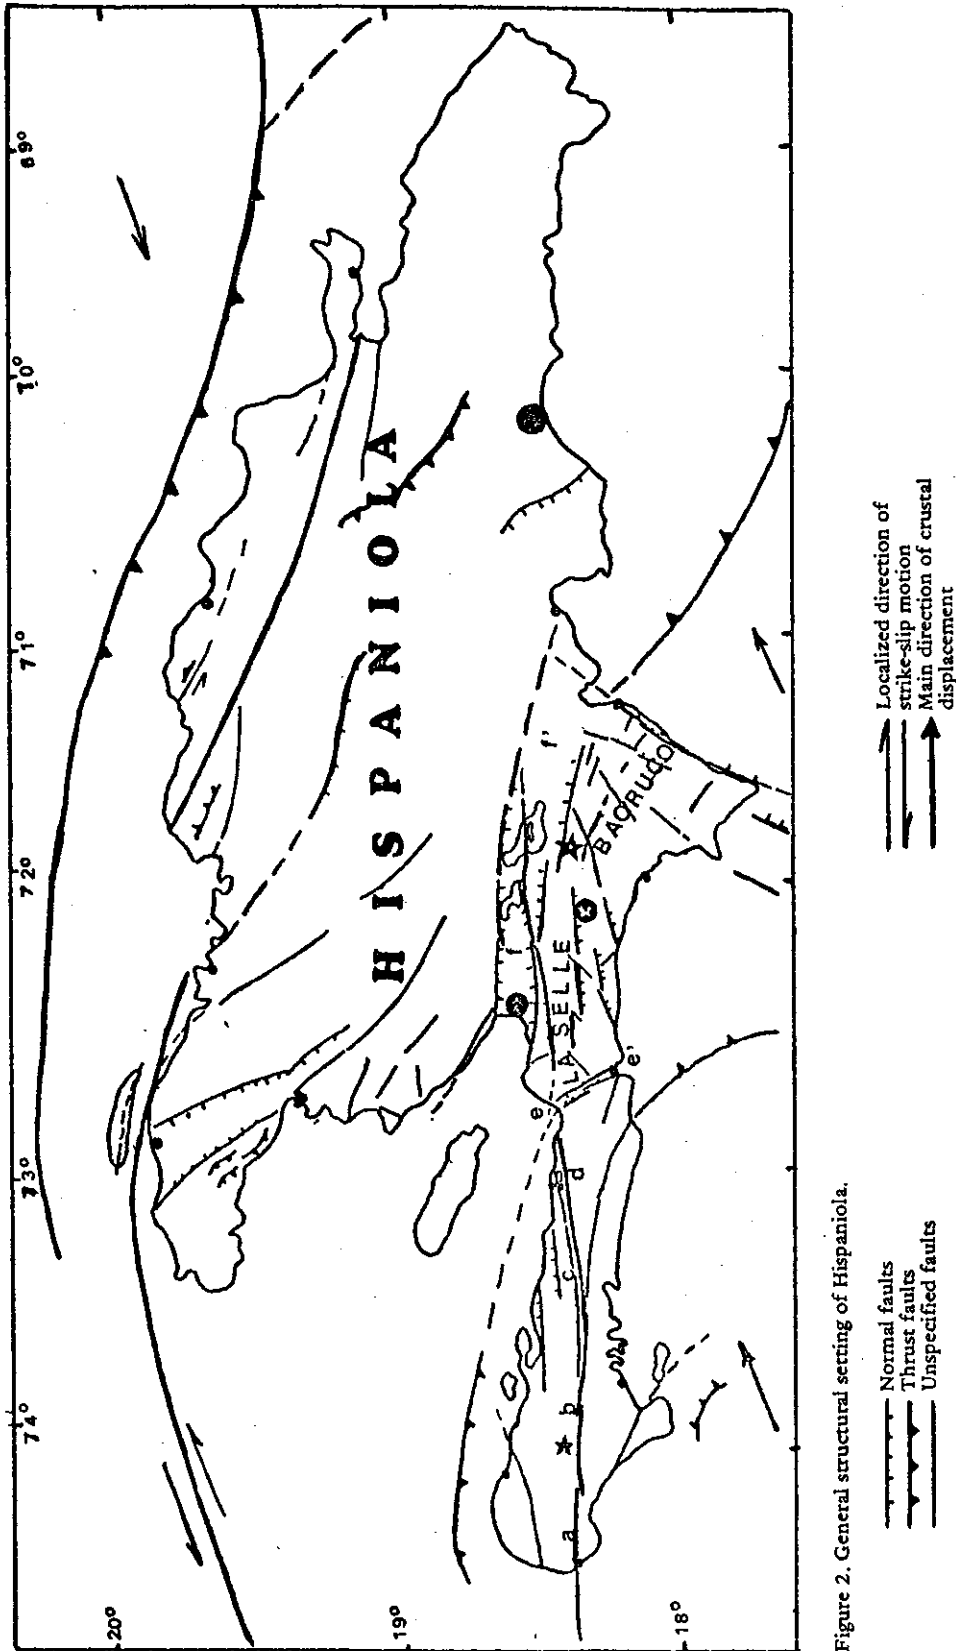 74°
73°
72°
71°
70°
69°
20°
19°
18°
HISPANIOLA
LA SELLE
BAORUCO
a
b
c
d
e
e'
f
f'
Figure 2. General structural setting of Hispaniola.
Normal faults
Thrust faults
Unspecified faults
Localized direction of
strike-slip motion
Main direction of crustal
displacement